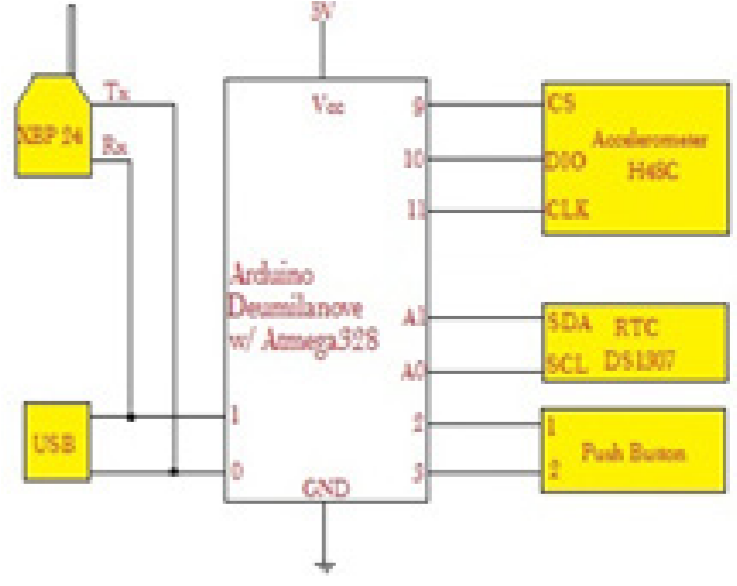 5V
Tx
Rx
XBP 24
Vcc
9
10
11
CS
DIO
CLK
Accelerometer
H48C
Arduino
Deumilanove
w/ Atmega328
A1
A0
SDA
SCL
RTC
DS1307
USB
1
0
2
3
1
2
Push Button
GND